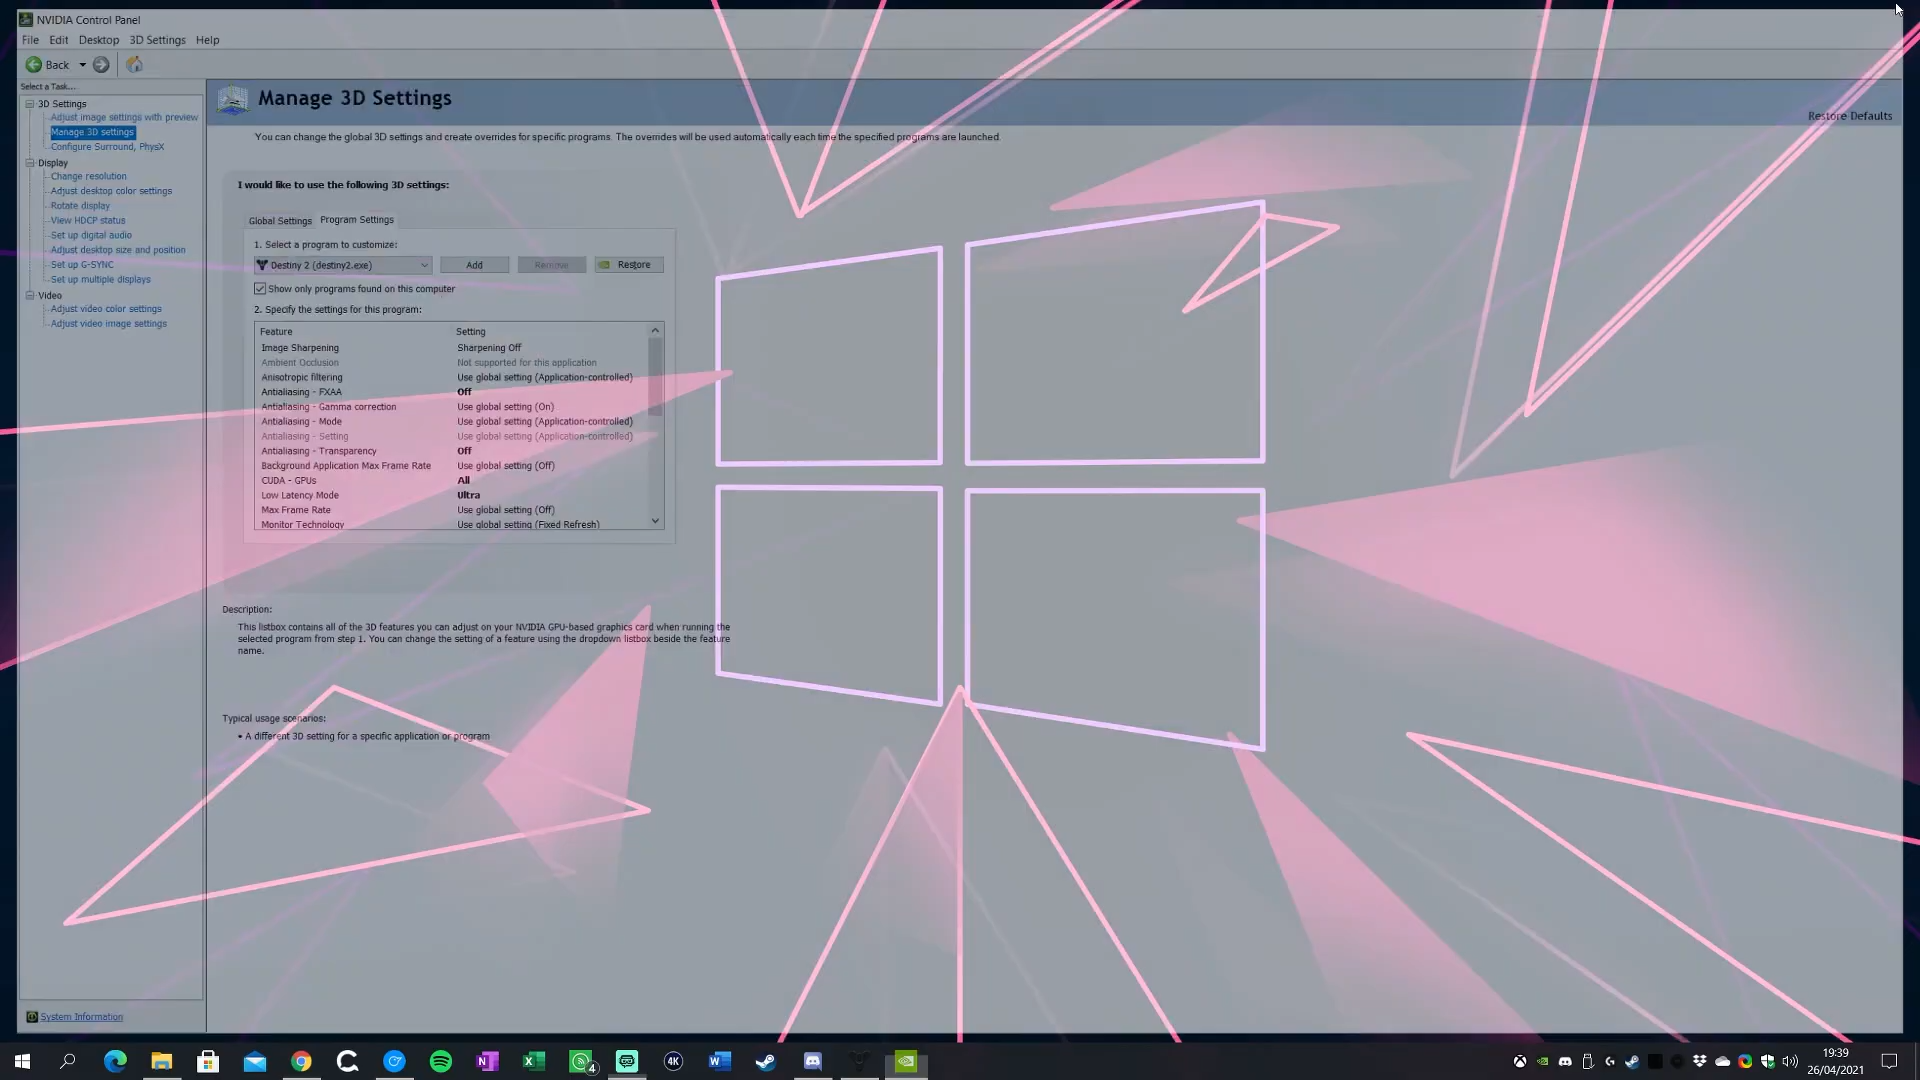 NVIDIA Control Panel
File Edit Desktop 3D Settings Help
Back
Select a Task...
3D Settings
Adjust image settings with preview
Manage 3D settings
Configure Surround, PhysX
Display
Change resolution
Adjust desktop color settings
Rotate display
View HDCP status
Set up digital audio
Adjust desktop size and position
Set up G-SYNC
Set up multiple displays
Video
Adjust video color settings
Adjust video image settings
System Information
Manage 3D Settings
Restore Defaults
You can change the global 3D settings and create overrides for specific programs. The overrides will be used automatically each time the specified programs are launched.
I would like to use the following 3D settings:
Global Settings Program Settings
1. Select a program to customize:
Destiny 2 (destiny2.exe) Add Remove Restore
Show only programs found on this computer
2. Specify the settings for this program:
Feature Setting
Image Sharpening Sharpening Off
Ambient Occlusion Not supported for this application
Anisotropic filtering Use global setting (Application-controlled)
Antialiasing - FXAA Off
Antialiasing - Gamma correction Use global setting (On)
Antialiasing - Mode Use global setting (Application-controlled)
Antialiasing - Setting Use global setting (Application-controlled)
Antialiasing - Transparency Off
Background Application Max Frame Rate Use global setting (Off)
CUDA - GPUs All
Low Latency Mode Ultra
Max Frame Rate Use global setting (Off)
Monitor Technology Use global setting (Fixed Refresh)
Description:
This listbox contains all of the 3D features you can adjust on your NVIDIA GPU-based graphics card when running the
selected program from step 1. You can change the setting of a feature using the dropdown listbox beside the feature
name.
Typical usage scenarios:
• A different 3D setting for a specific application or program
4
4K
19:39
26/04/2021